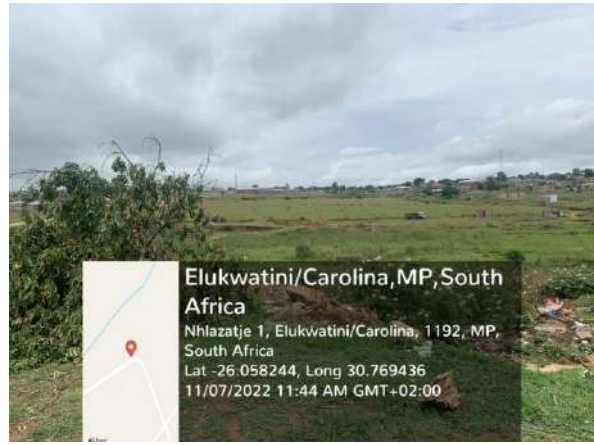 Elukwatini/Carolina,MP,South
Africa
Nhlazatje 1, Elukwatini/Carolina, 1192, MP,
South Africa
Lat -26.058244, Long 30.769436
11/07/2022 11:44 AM GMT+02:00